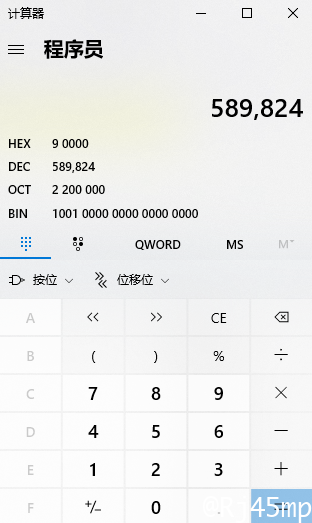 计算器
程序员
589,824
HEX 9 0000
DEC 589,824
OCT 2 200 000
BIN 1001 0000 0000 0000 0000
QWORD MS M˅
按位 位移位
A << >> CE
B ( ) % ÷
C 7 8 9 ×
D 4 5 6 −
E 1 2 3 +
F +/− 0 . =
@Rj45mp